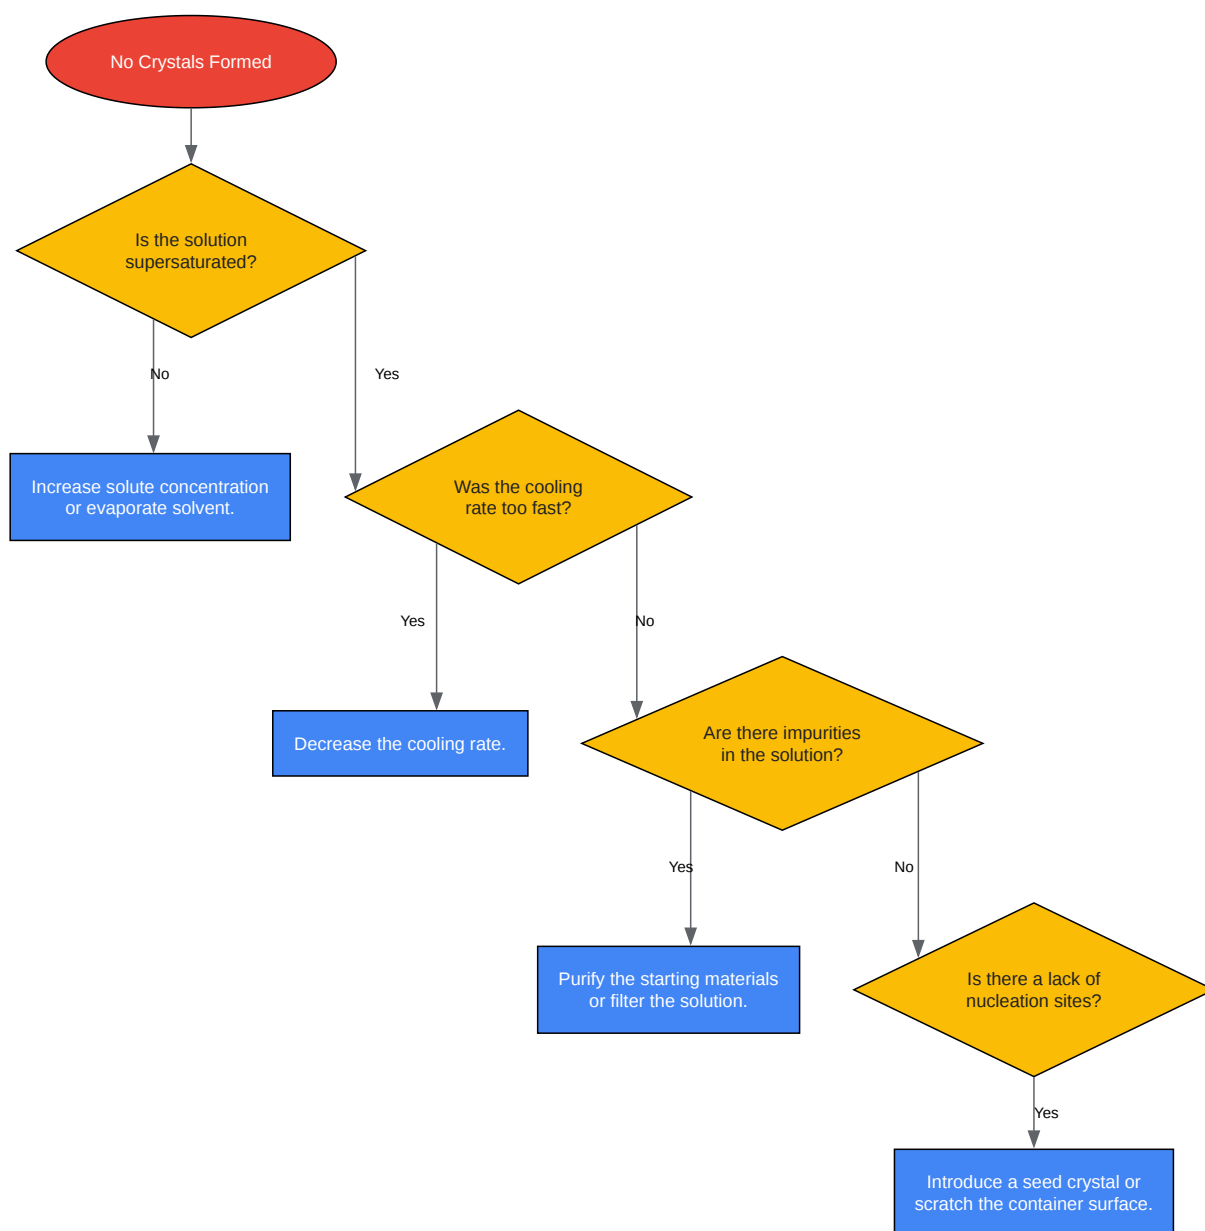 No Crystals Formed
Is the solution
supersaturated?
No
Yes
Increase solute concentration
or evaporate solvent.
Was the cooling
rate too fast?
Yes
No
Decrease the cooling rate.
Are there impurities
in the solution?
Yes
No
Purify the starting materials
or filter the solution.
Is there a lack of
nucleation sites?
Yes
Introduce a seed crystal or
scratch the container surface.